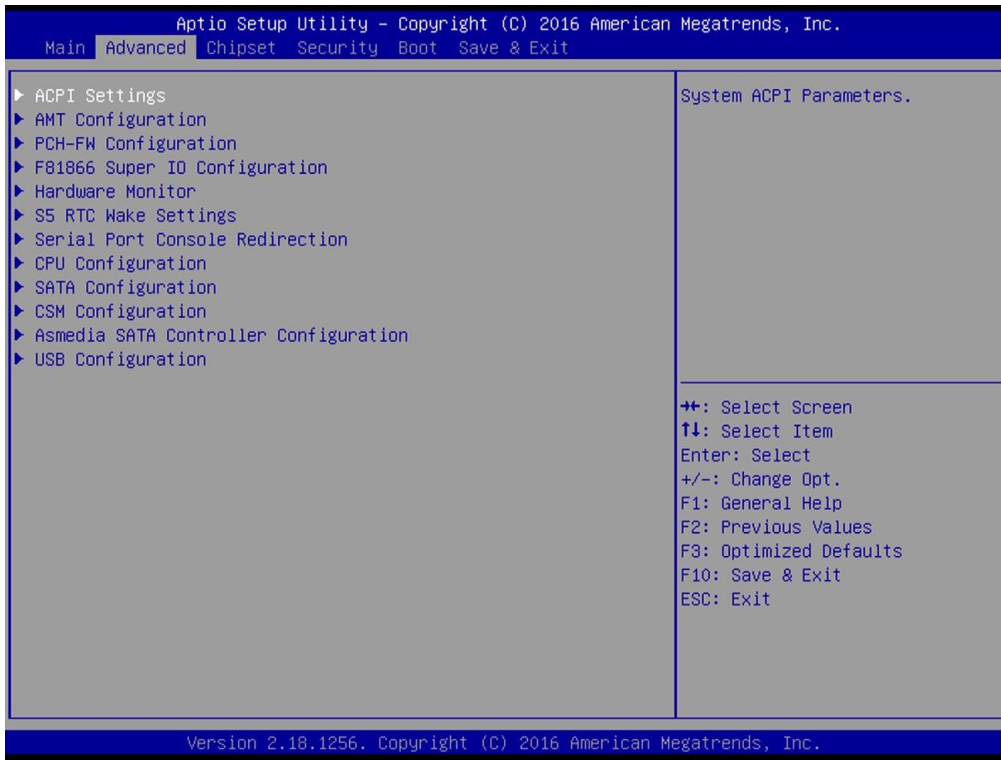 Aptio Setup Utility – Copyright (C) 2016 American Megatrends, Inc.
Main Advanced Chipset Security Boot Save & Exit
▶ ACPI Settings
▶ AMT Configuration
▶ PCH-FW Configuration
▶ F81866 Super IO Configuration
▶ Hardware Monitor
▶ S5 RTC Wake Settings
▶ Serial Port Console Redirection
▶ CPU Configuration
▶ SATA Configuration
▶ CSM Configuration
▶ Asmedia SATA Controller Configuration
▶ USB Configuration
System ACPI Parameters.
→←: Select Screen
↑↓: Select Item
Enter: Select
+/-: Change Opt.
F1: General Help
F2: Previous Values
F3: Optimized Defaults
F10: Save & Exit
ESC: Exit
Version 2.18.1256. Copyright (C) 2016 American Megatrends, Inc.